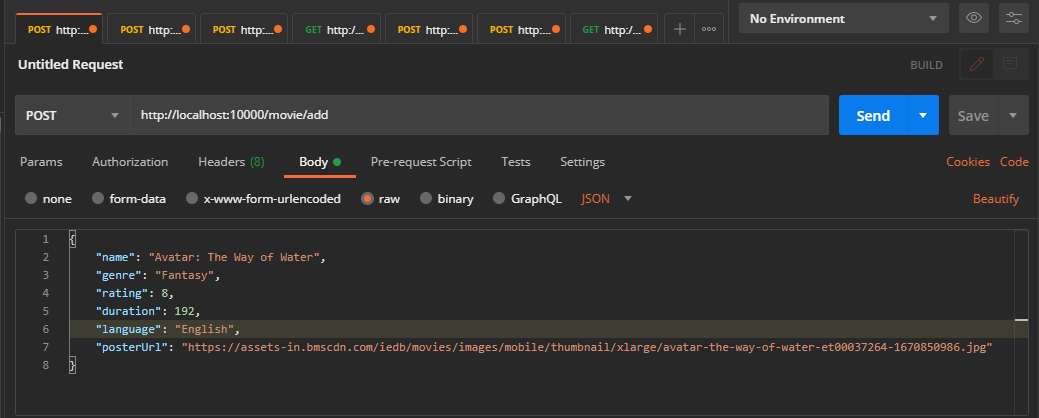 POST http:... POST http:... POST http:... GET http:/... POST http:... POST http:... GET http:/... + ••• No Environment
Untitled Request BUILD
POST http://localhost:10000/movie/add Send Save
Params Authorization Headers (8) Body Pre-request Script Tests Settings Cookies Code
none form-data x-www-form-urlencoded raw binary GraphQL JSON Beautify
1 {
2 "name": "Avatar: The Way of Water",
3 "genre": "Fantasy",
4 "rating": 8,
5 "duration": 192,
6 "language": "English",
7 "posterUrl": "https://assets-in.bmscdn.com/iedb/movies/images/mobile/thumbnail/xlarge/avatar-the-way-of-water-et00037264-1670850986.jpg"
8 }